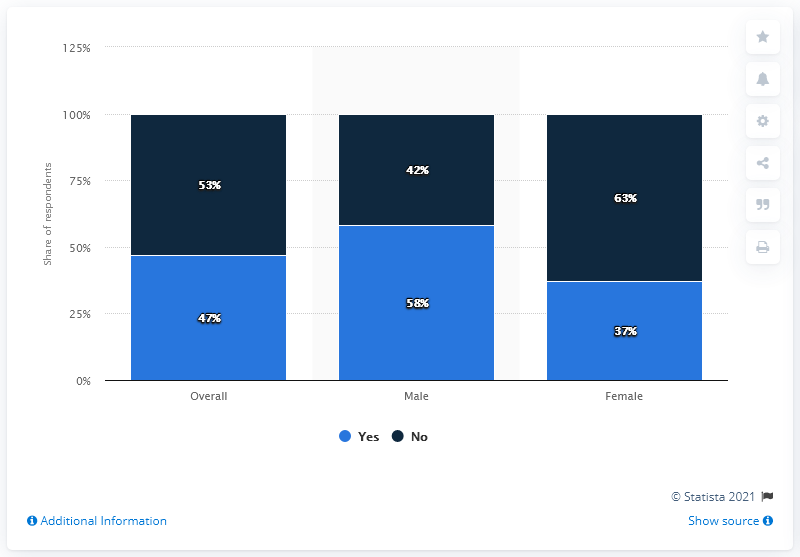 125%
100%
75%
50%
25%
0%
Share of respondents
53%
42%
63%
47%
58%
37%
Overall Male Female
Yes No
© Statista 2021
Additional Information Show source